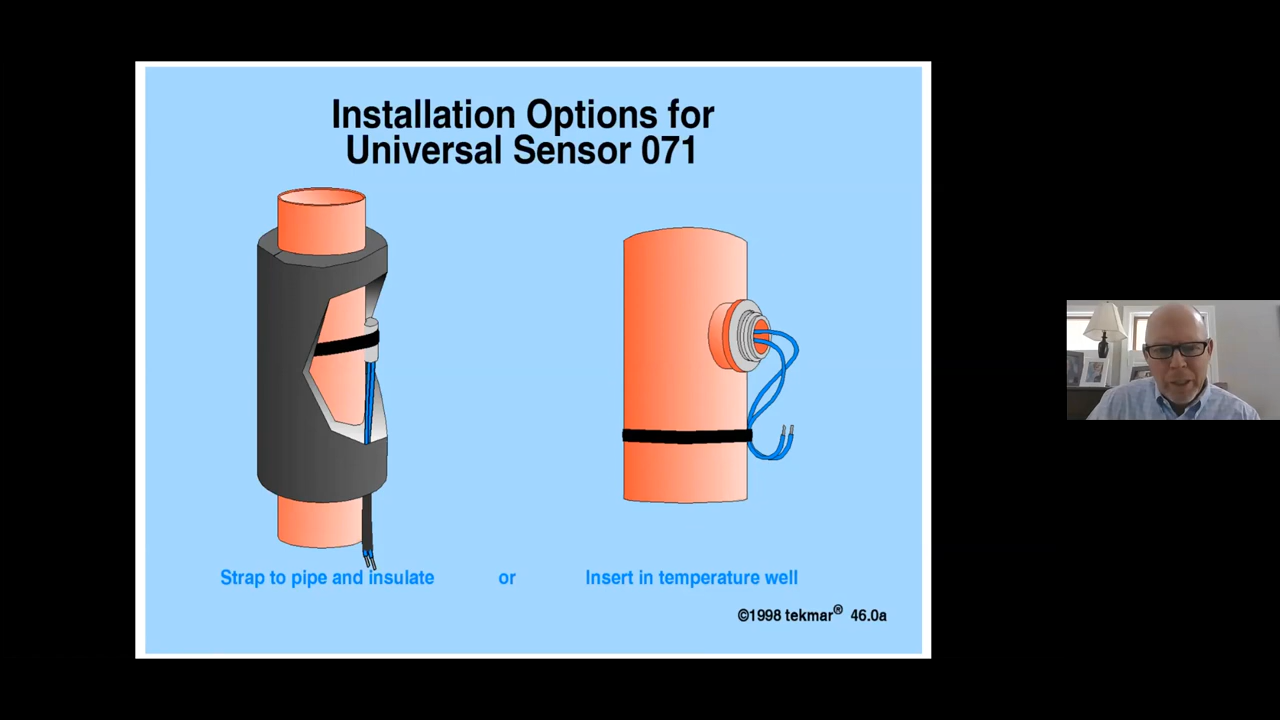 Installation Options for
Universal Sensor 071
Strap to pipe and insulate or Insert in temperature well
©1998 tekmar® 46.0a